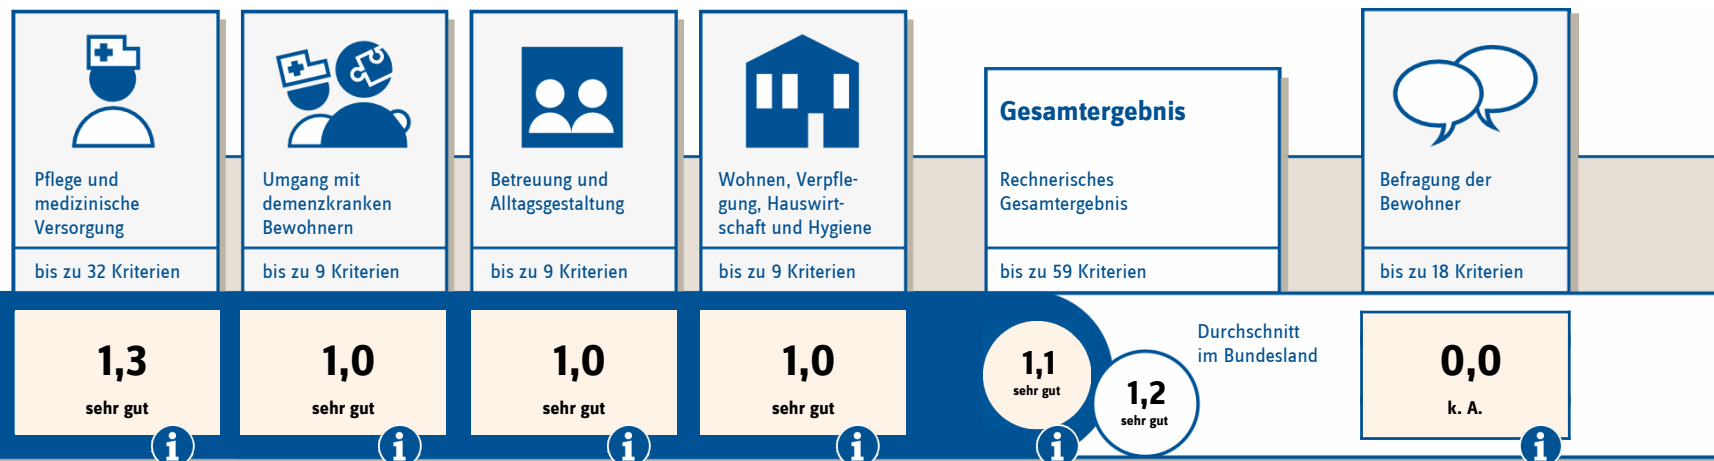 Pflege und
medizinische
Versorgung
bis zu 32 Kriterien
1,3
sehr gut
Umgang mit
demenzkranken
Bewohnern
bis zu 9 Kriterien
1,0
sehr gut
Betreuung und
Alltagsgestaltung
bis zu 9 Kriterien
1,0
sehr gut
Wohnen, Verpfle-
gung, Hauswirt-
schaft und Hygiene
bis zu 9 Kriterien
1,0
sehr gut
Gesamtergebnis
Rechnerisches
Gesamtergebnis
bis zu 59 Kriterien
1,1
sehr gut
Durchschnitt
im Bundesland
1,2
sehr gut
Befragung der
Bewohner
bis zu 18 Kriterien
0,0
k. A.